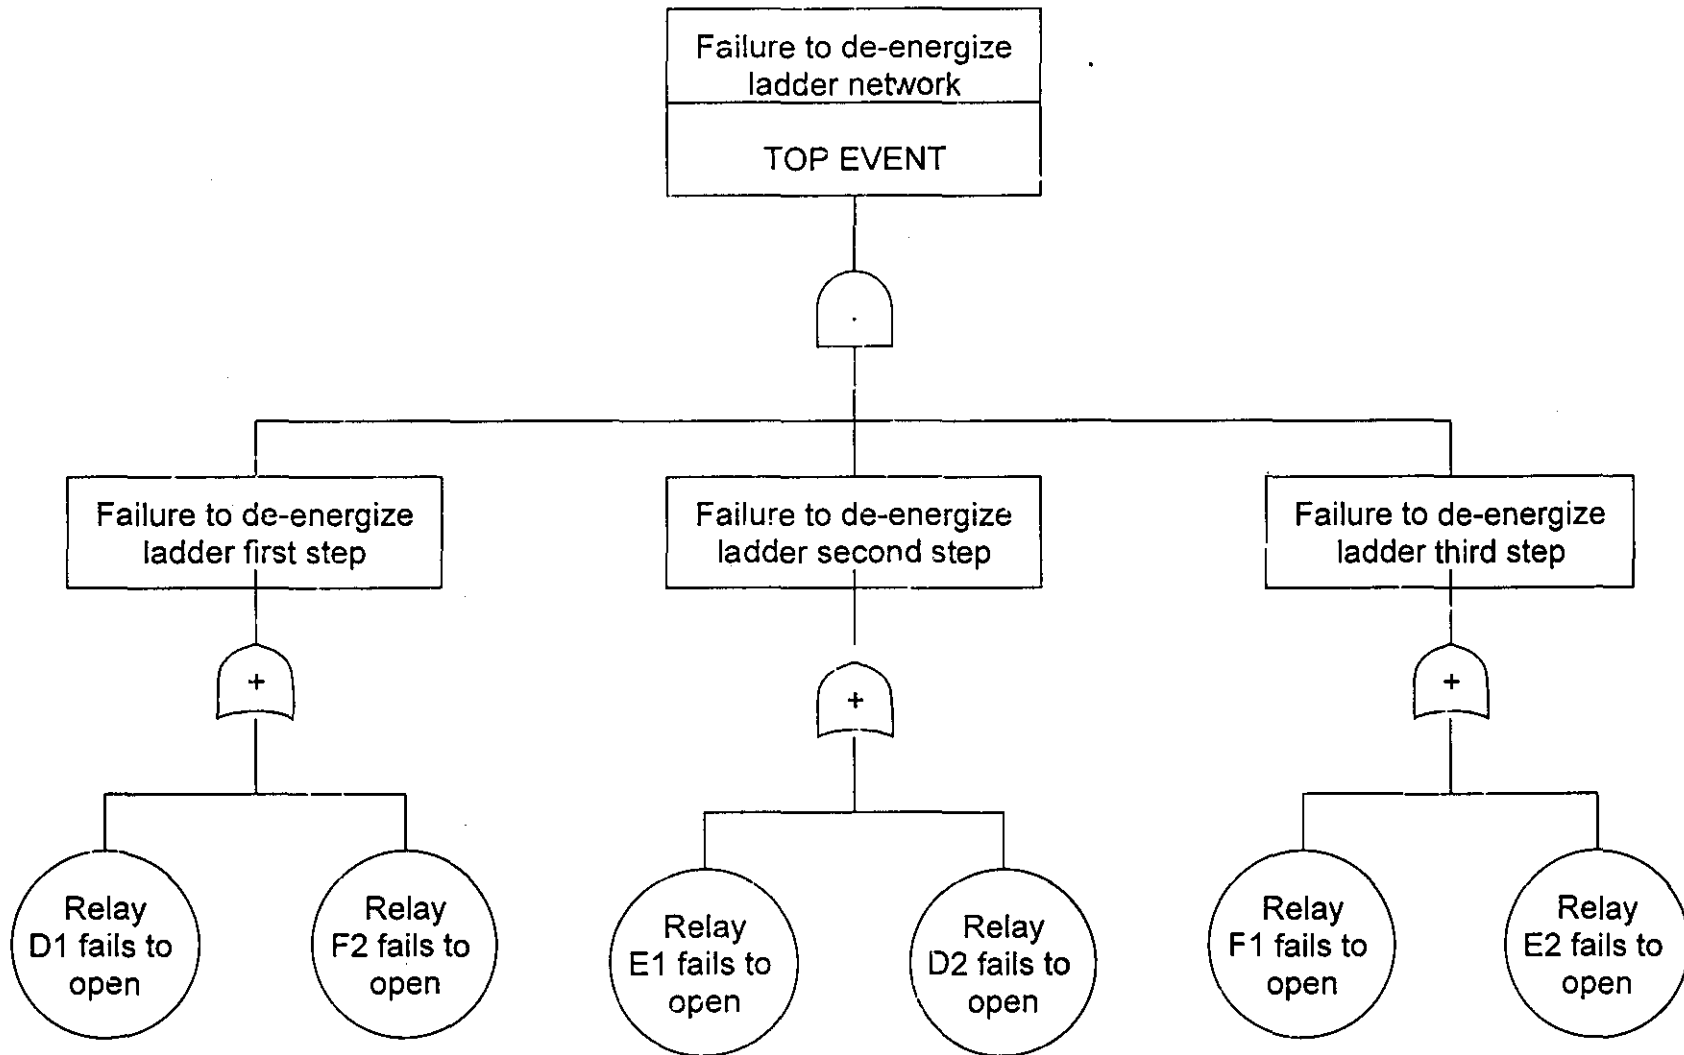 Failure to de-energize
ladder network
TOP EVENT
.
Failure to de-energize
ladder first step
Failure to de-energize
ladder second step
Failure to de-energize
ladder third step
+
+
+
Relay
D1 fails to
open
Relay
F2 fails to
open
Relay
E1 fails to
open
Relay
D2 fails to
open
Relay
F1 fails to
open
Relay
E2 fails to
open